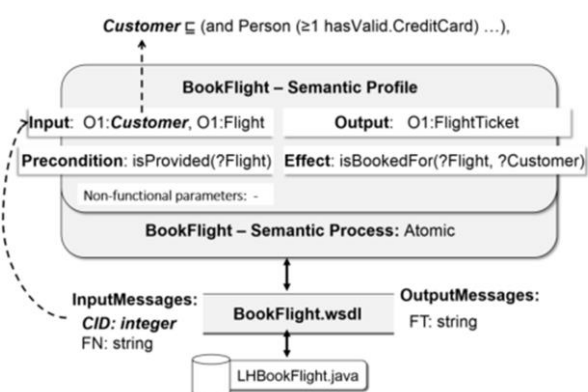 Customer ⊑ (and Person (≥1 hasValid.CreditCard) …),
BookFlight – Semantic Profile
Input: O1:Customer, O1:Flight
Output: O1:FlightTicket
Precondition: isProvided(?Flight)
Effect: isBookedFor(?Flight, ?Customer)
Non-functional parameters: -
BookFlight – Semantic Process: Atomic
InputMessages:
CID: integer
FN: string
BookFlight.wsdl
OutputMessages:
FT: string
LHBookFlight.java